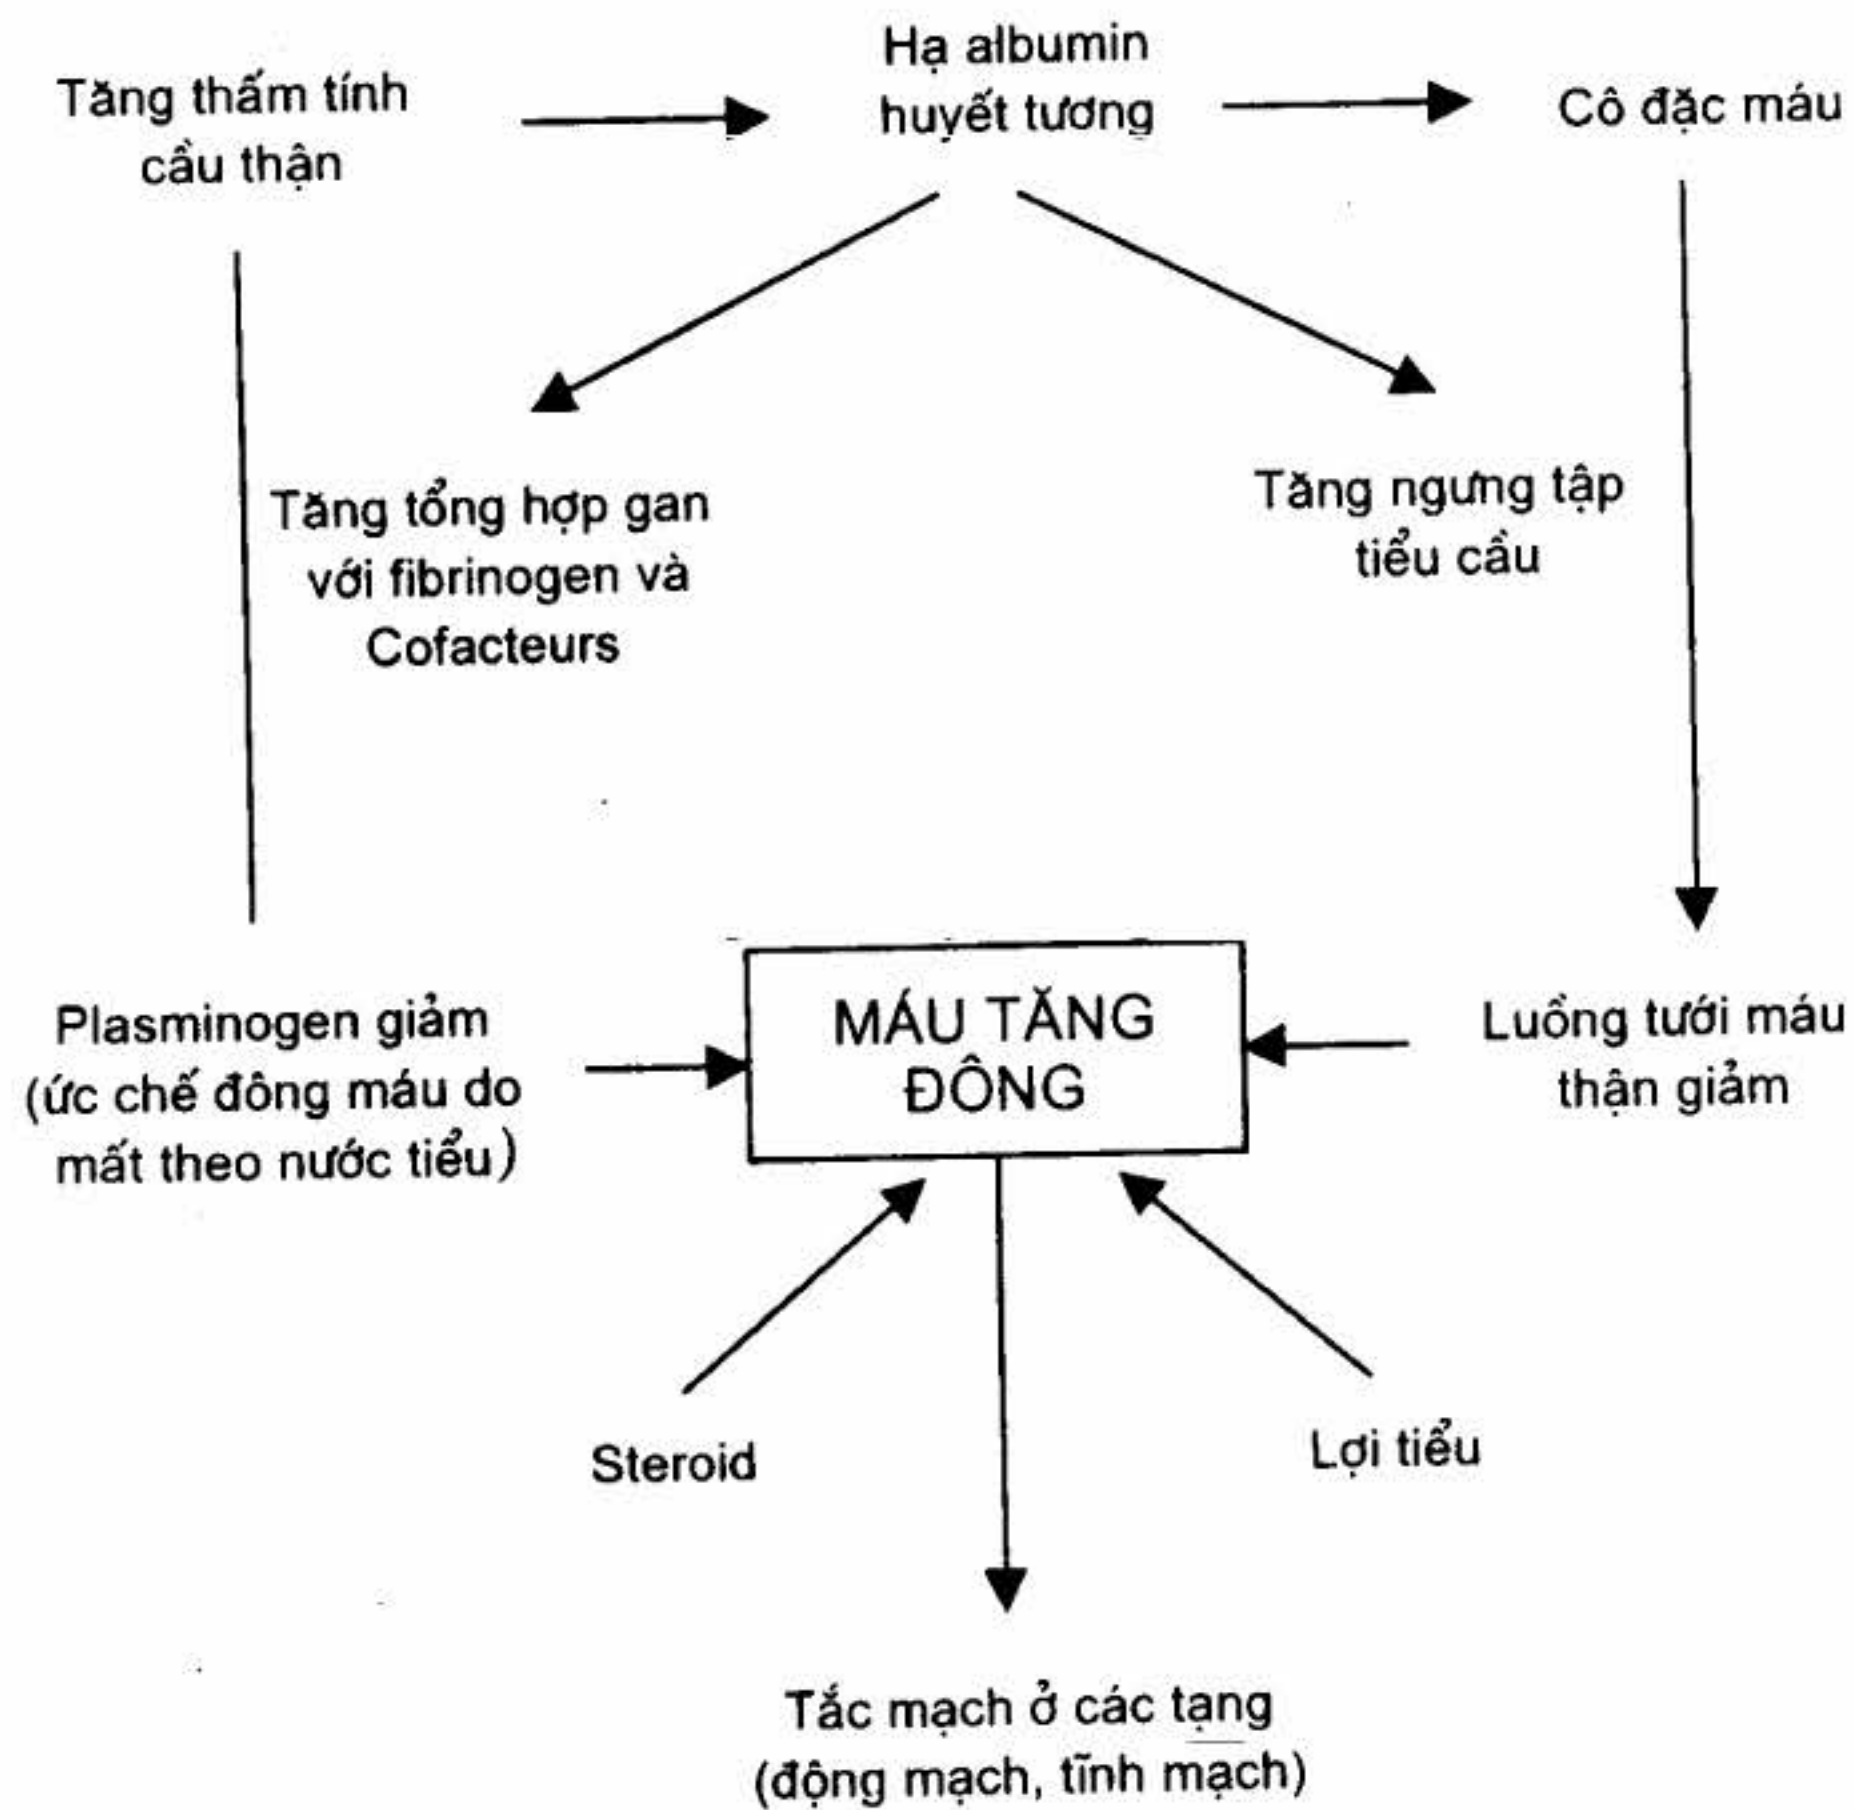 Tăng thấm tính
cầu thận
Hạ albumin
huyết tương
Cô đặc máu
Tăng tổng hợp gan
với fibrinogen và
Cofacteurs
Tăng ngưng tập
tiểu cầu
Plasminogen giảm
(ức chế đông máu do
mất theo nước tiểu)
MÁU TĂNG
ĐÔNG
Luồng tưới máu
thận giảm
Steroid
Lợi tiểu
Tắc mạch ở các tạng
(động mạch, tĩnh mạch)